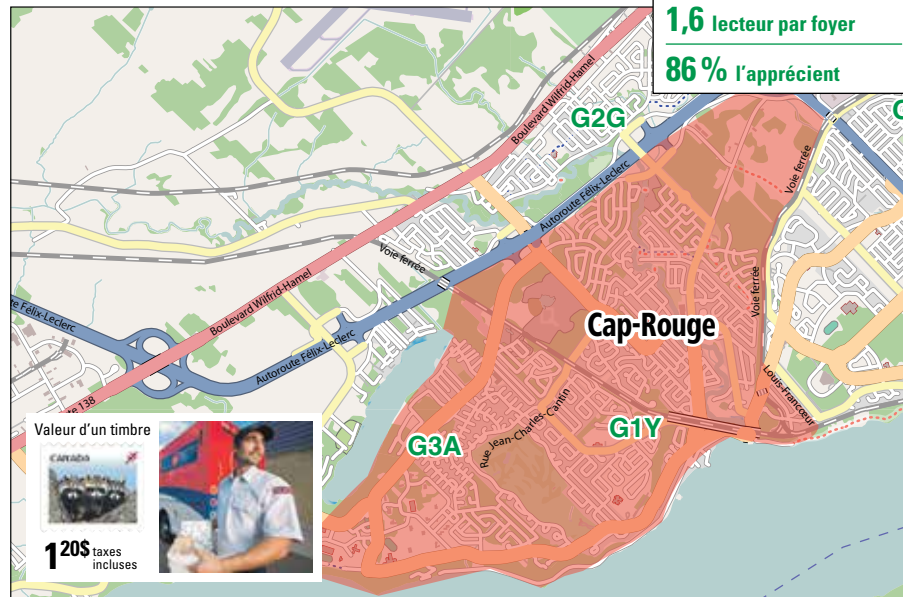 1,6 lecteur par foyer
86 % l'apprécient
Boulevard Wilfrid-Hamel
G2G
Autoroute Félix-Leclerc
Voie ferrée
Voie ferrée
Boulevard Wilfrid-Hamel
Félix-Leclerc
Autoroute Félix-Leclerc
Voie ferrée
Cap-Rouge
Louis-Francœur
138
G3A
Rue Jean-Charles-Cantin
G1Y
Valeur d'un timbre
CANADA
1 20$ taxes
incluses